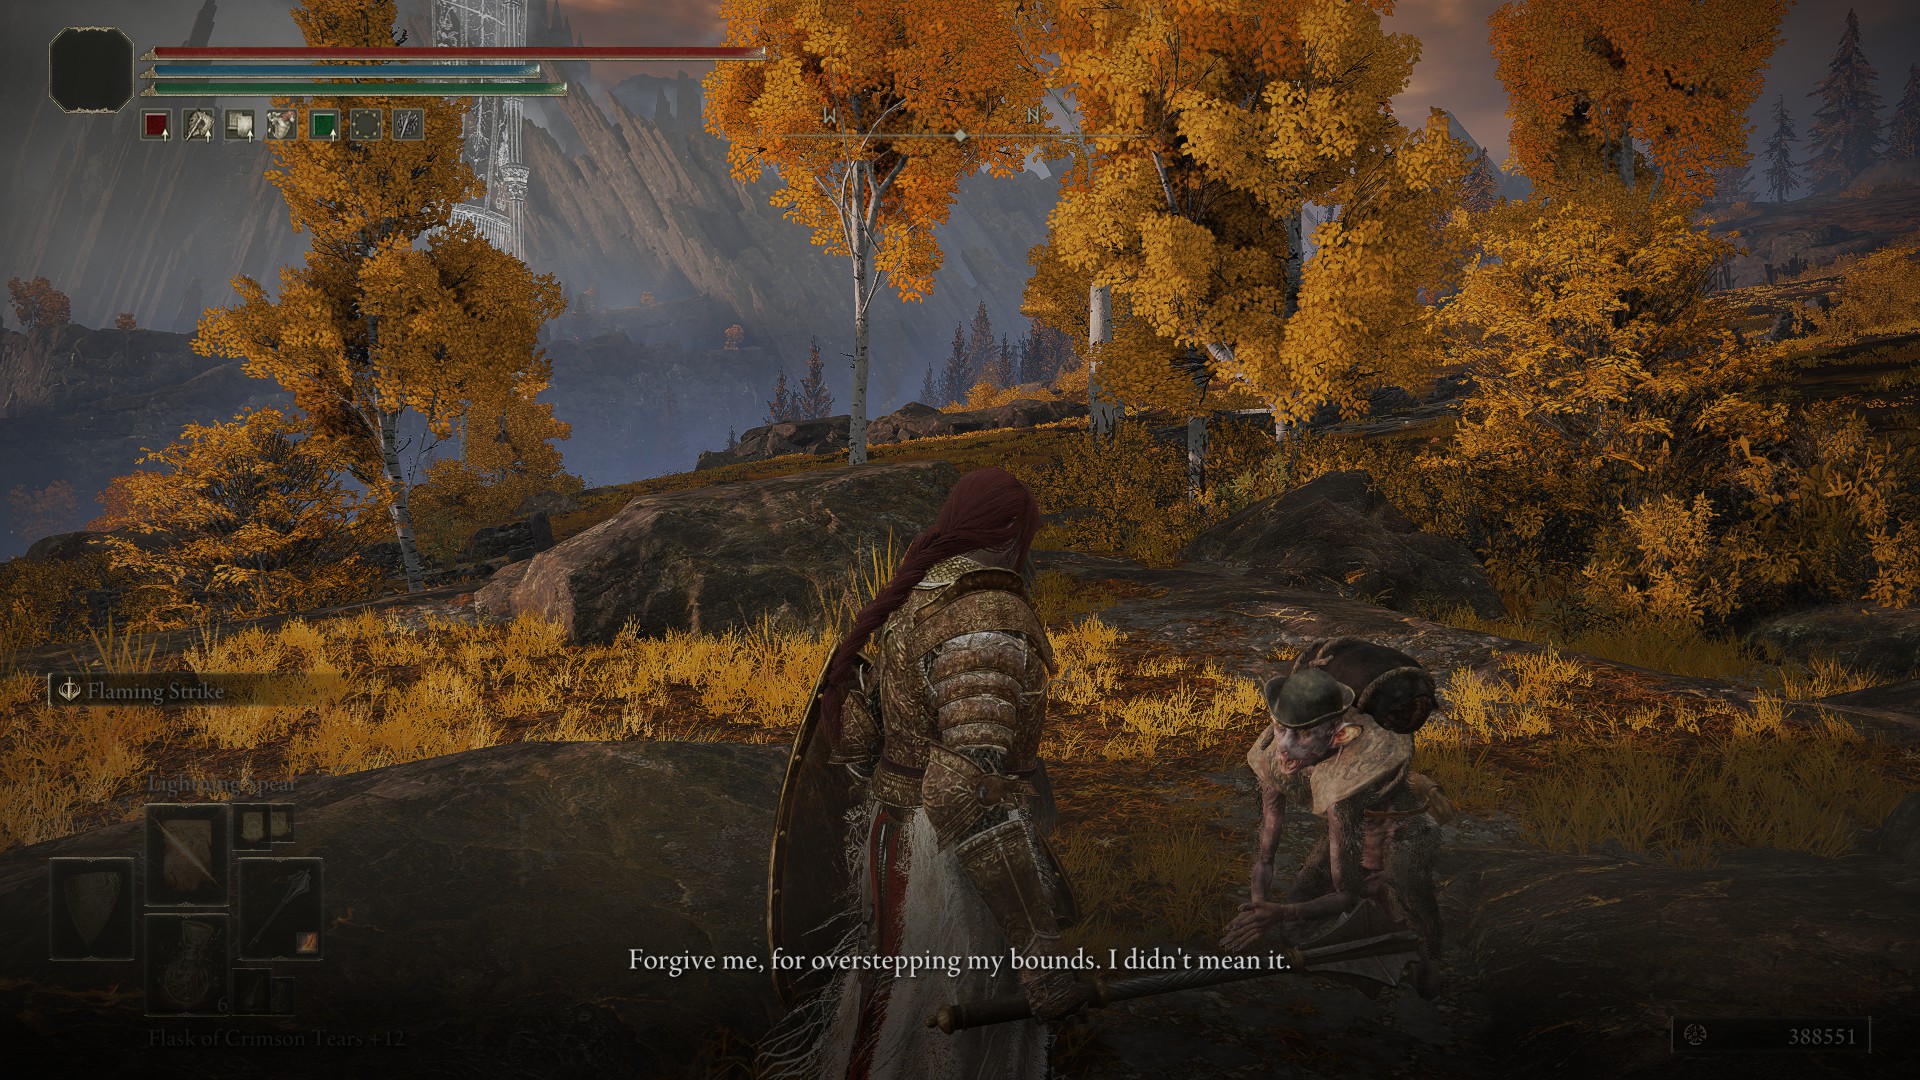 W N
Flaming Strike
Lightning Spear
6
Flask of Crimson Tears +12
Forgive me, for overstepping my bounds. I didn't mean it.
388551